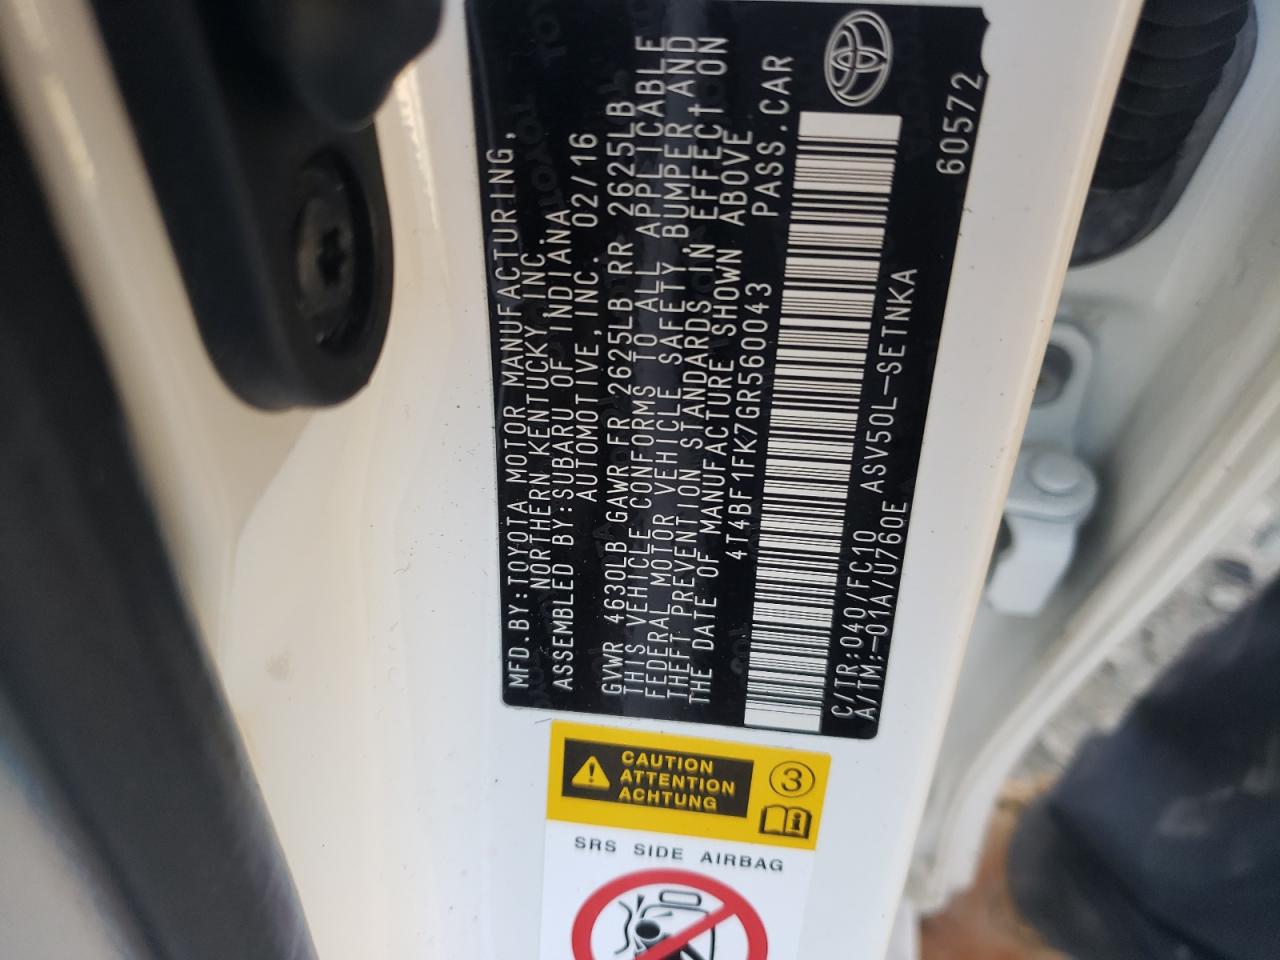 MFD.BY:TOYOTA MOTOR MANUFACTURING,
NORTHERN KENTUCKY,INC.
ASSEMBLED BY:SUBARU OF INDIANA
AUTOMOTIVE,INC. 02/16
GVWR 4630LB GAWR FR 2625LB RR 2625LB
THIS VEHICLE CONFORMS TO ALL APPLICABLE
FEDERAL MOTOR VEHICLE SAFETY BUMPER,AND
THEFT PREVENTION STANDARDS IN EFFECT ON
THE DATE OF MANUFACTURE SHOWN ABOVE
4T4BF1FK7GR560043 PASS.CAR
C/TR:040/FC10 ASV50L-SETNKA
A/TM:-01A/U760E
60572
CAUTION
ATTENTION
ACHTUNG
3
SRS SIDE AIRBAG